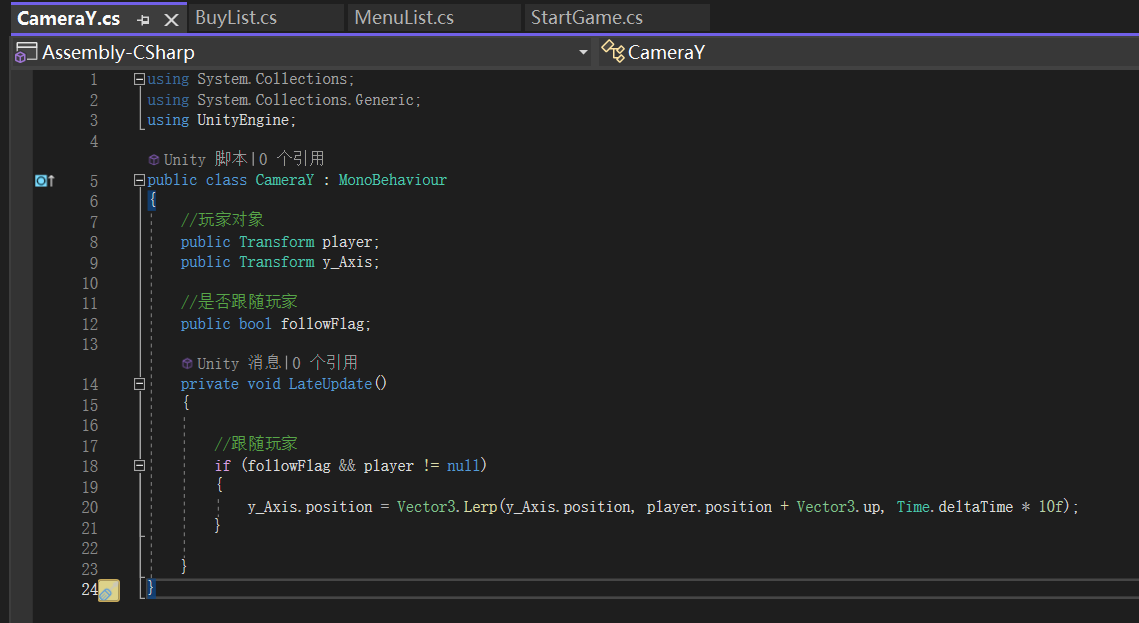 CameraY.cs BuyList.cs MenuList.cs StartGame.cs
Assembly-CSharp CameraY
1 using System.Collections;
2 using System.Collections.Generic;
3 using UnityEngine;
4
Unity 脚本|0 个引用
5 public class CameraY : MonoBehaviour
6 {
7 //玩家对象
8 public Transform player;
9 public Transform y_Axis;
10
11 //是否跟随玩家
12 public bool followFlag;
13
Unity 消息|0 个引用
14 private void LateUpdate()
15 {
16
17 //跟随玩家
18 if (followFlag && player != null)
19 {
20 y_Axis.position = Vector3.Lerp(y_Axis.position, player.position + Vector3.up, Time.deltaTime * 10f);
21 }
22
23 }
24 }